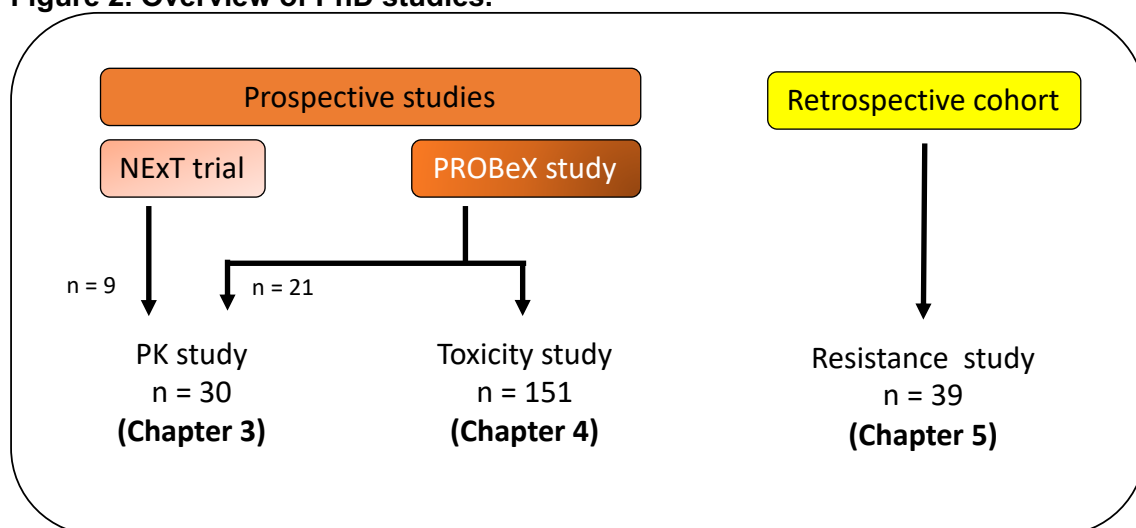 Figure 2. Overview of PhD studies.
Prospective studies
Retrospective cohort
NExT trial
PROBeX study
n = 9
n = 21
PK study
n = 30
(Chapter 3)
Toxicity study
n = 151
(Chapter 4)
Resistance study
n = 39
(Chapter 5)